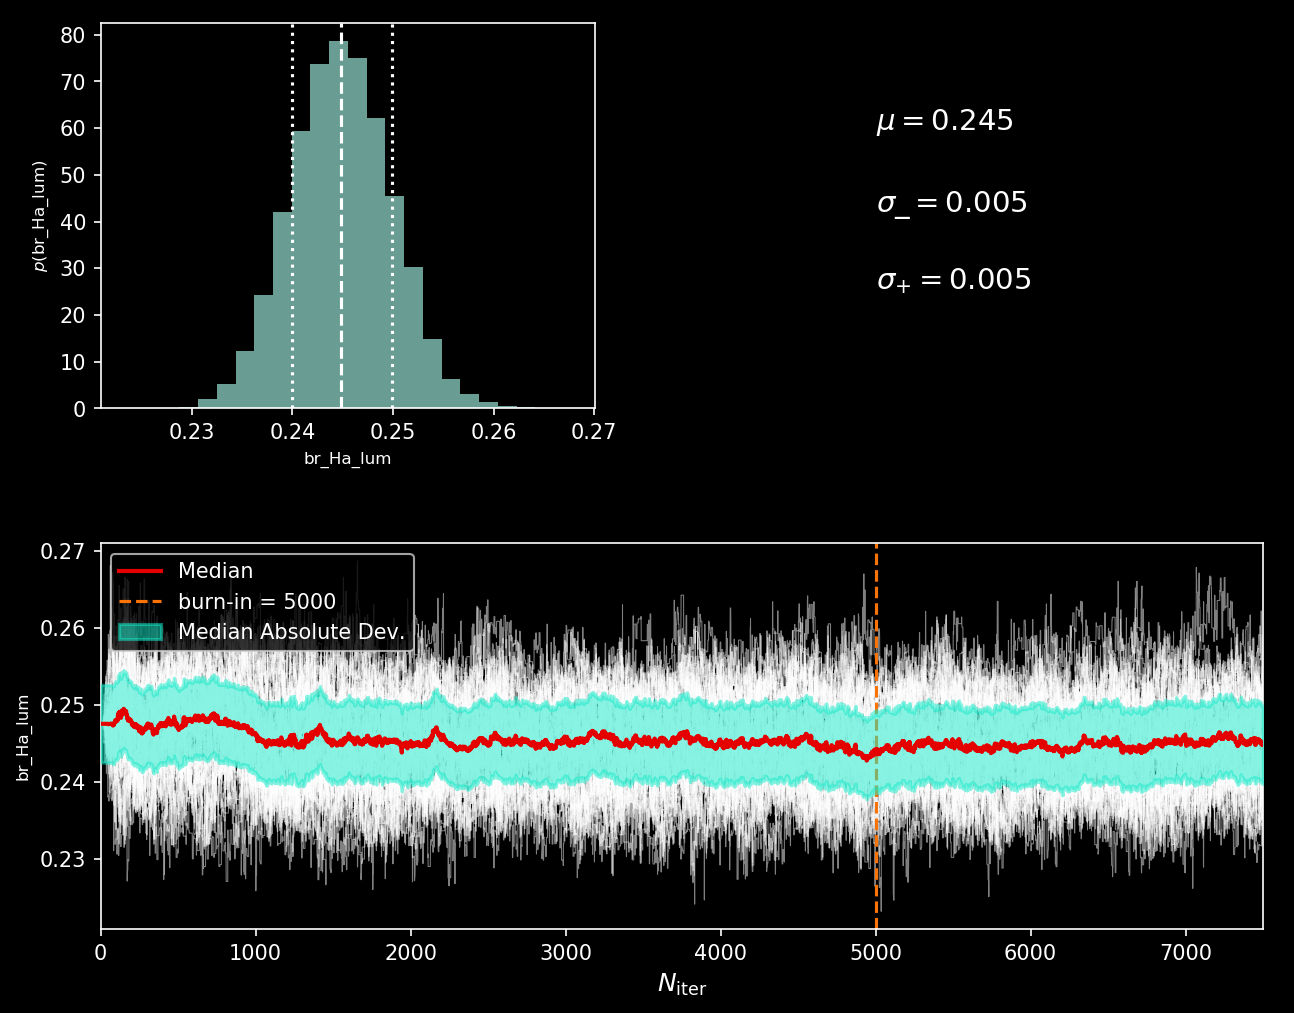 80
70
60
50
40
30
20
10
0
p(br_Ha_lum)
0.23 0.24 0.25 0.26 0.27
br_Ha_lum
μ = 0.245
σ₋ = 0.005
σ₊ = 0.005
0.27
0.26
0.25
0.24
0.23
br_Ha_lum
Median
burn-in = 5000
Median Absolute Dev.
0 1000 2000 3000 4000 5000 6000 7000
N_iter